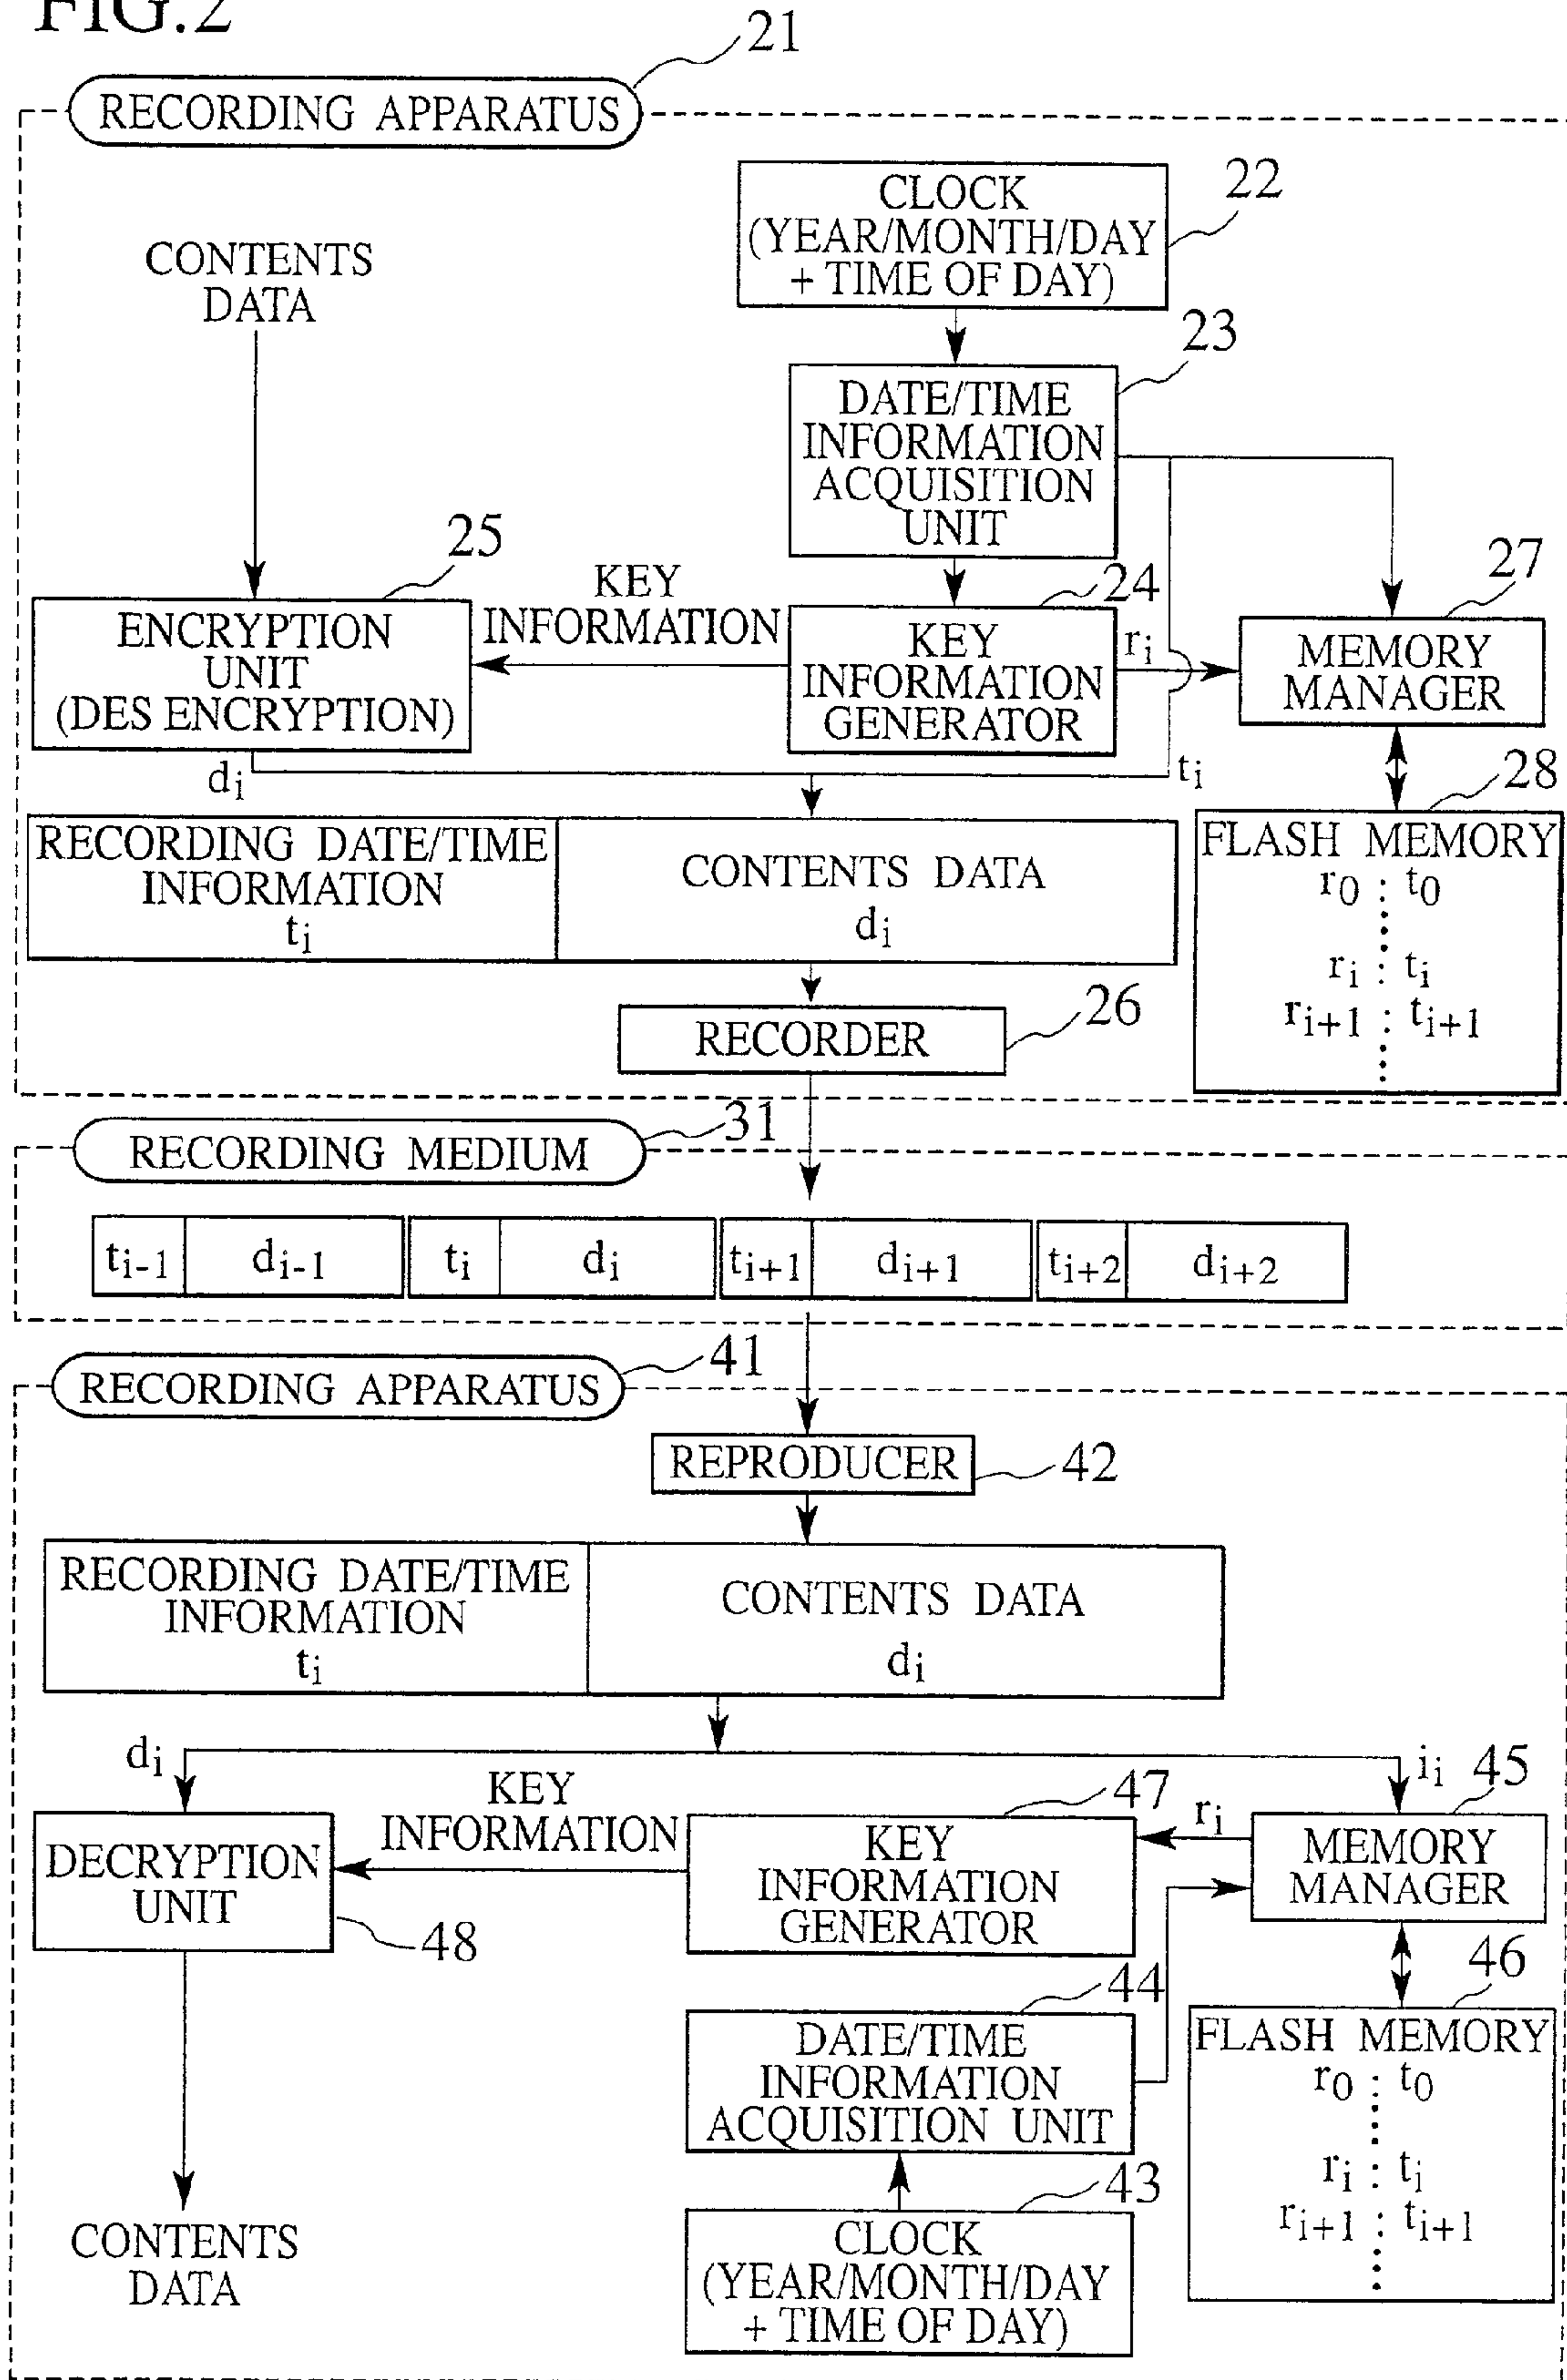 FIG.2
21
RECORDING APPARATUS
22
CLOCK
(YEAR/MONTH/DAY
+ TIME OF DAY)
CONTENTS
DATA
23
DATE/TIME
INFORMATION
ACQUISITION
UNIT
25
ENCRYPTION
UNIT
(DES ENCRYPTION)
KEY
INFORMATION
24
KEY
INFORMATION
GENERATOR
ri
27
MEMORY
MANAGER
di
ti
28
RECORDING DATE/TIME
INFORMATION
ti
CONTENTS DATA
di
FLASH MEMORY
r0 : t0
ri : ti
ri+1 : ti+1
RECORDER
26
31
RECORDING MEDIUM
ti-1 di-1 ti di ti+1 di+1 ti+2 di+2
41
RECORDING APPARATUS
REPRODUCER
42
RECORDING DATE/TIME
INFORMATION
ti
CONTENTS DATA
di
di
ii
DECRYPTION
UNIT
48
KEY
INFORMATION
47
KEY
INFORMATION
GENERATOR
ri
45
MEMORY
MANAGER
44
DATE/TIME
INFORMATION
ACQUISITION UNIT
46
FLASH MEMORY
r0 : t0
ri : ti
ri+1 : ti+1
43
CLOCK
(YEAR/MONTH/DAY
+ TIME OF DAY)
CONTENTS
DATA